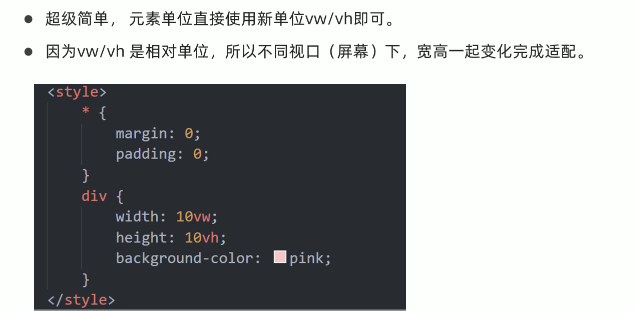 ● 超级简单，元素单位直接使用新单位vw/vh即可。
● 因为vw/vh 是相对单位，所以不同视口（屏幕）下，宽高一起变化完成适配。
<style>
* {
margin: 0;
padding: 0;
}
div {
width: 10vw;
height: 10vh;
background-color: pink;
}
</style>